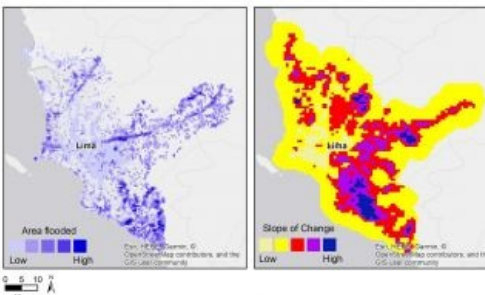 Lima
Area flooded
Low High
Esri, HERE, Garmin, ©
OpenStreetMap contributors, and the
GIS user community
Lima
Slope of Change
Low High
Esri, HERE, Garmin, ©
OpenStreetMap contributors, and the
GIS user community
0 5 10
N